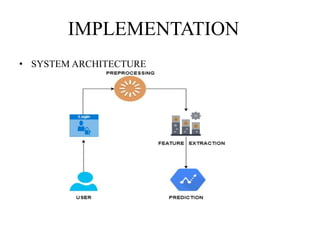 IMPLEMENTATION
• SYSTEM ARCHITECTURE
PREPROCESSING
Login
FEATURE EXTRACTION
USER
PREDICTION